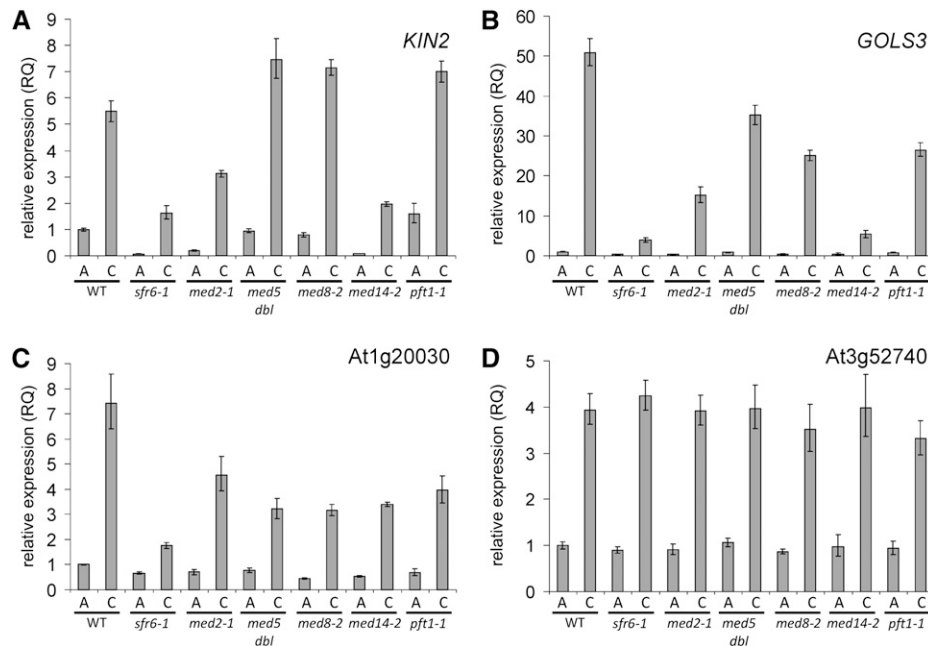 A
KIN2
relative expression (RQ)
9
8
7
6
5
4
3
2
1
0
A C A C A C A C A C A C A C
WT sfr6-1 med2-1 med5 med8-2 med14-2 pft1-1
dbl
B
GOLS3
relative expression (RQ)
60
50
40
30
20
10
0
A C A C A C A C A C A C A C
WT sfr6-1 med2-1 med5 med8-2 med14-2 pft1-1
dbl
C
At1g20030
relative expression (RQ)
9
8
7
6
5
4
3
2
1
0
A C A C A C A C A C A C A C
WT sfr6-1 med2-1 med5 med8-2 med14-2 pft1-1
dbl
D
At3g52740
relative expression (RQ)
5
4
3
2
1
0
A C A C A C A C A C A C A C
WT sfr6-1 med2-1 med5 med8-2 med14-2 pft1-1
dbl